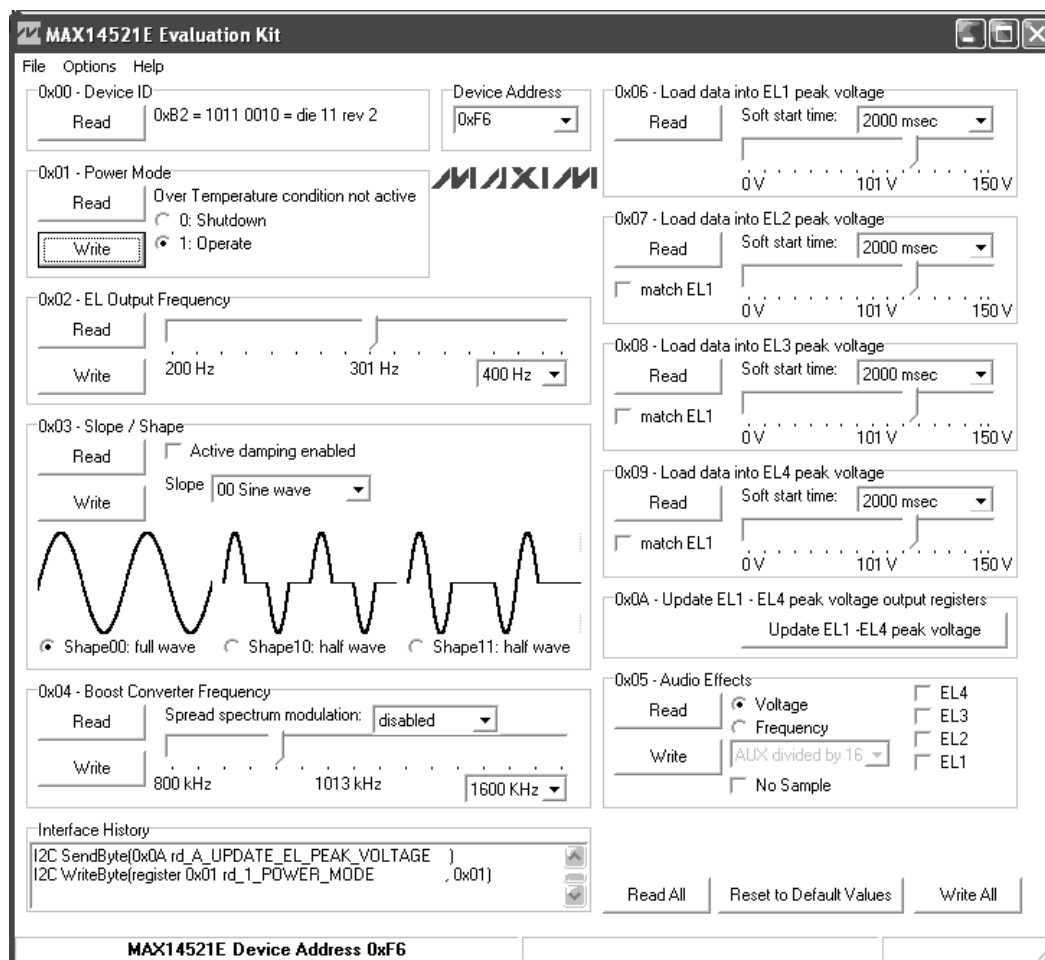 MAX14521E Evaluation Kit
File Options Help
0x00 - Device ID
Read
0xB2 = 1011 0010 = die 11 rev 2
Device Address
0xF6
MAXIM
0x01 - Power Mode
Read
Over Temperature condition not active
0: Shutdown
Write
1: Operate
0x02 - EL Output Frequency
Read
Write
200 Hz 301 Hz 400 Hz
0x03 - Slope / Shape
Read
Active damping enabled
Write
Slope 00 Sine wave
Shape00: full wave Shape10: half wave Shape11: half wave
0x04 - Boost Converter Frequency
Read
Spread spectrum modulation: disabled
Write
800 kHz 1013 kHz 1600 KHz
Interface History
I2C SendByte(0x0A rd_A_UPDATE_EL_PEAK_VOLTAGE )
I2C WriteByte(register 0x01 rd_1_POWER_MODE , 0x01)
0x06 - Load data into EL1 peak voltage
Read
Soft start time: 2000 msec
0 V 101 V 150 V
0x07 - Load data into EL2 peak voltage
Read
Soft start time: 2000 msec
match EL1
0 V 101 V 150 V
0x08 - Load data into EL3 peak voltage
Read
Soft start time: 2000 msec
match EL1
0 V 101 V 150 V
0x09 - Load data into EL4 peak voltage
Read
Soft start time: 2000 msec
match EL1
0 V 101 V 150 V
0x0A - Update EL1 - EL4 peak voltage output registers
Update EL1 -EL4 peak voltage
0x05 - Audio Effects
Read
Voltage
Frequency
Write
AUX divided by 16
No Sample
EL4
EL3
EL2
EL1
Read All Reset to Default Values Write All
MAX14521E Device Address 0xF6